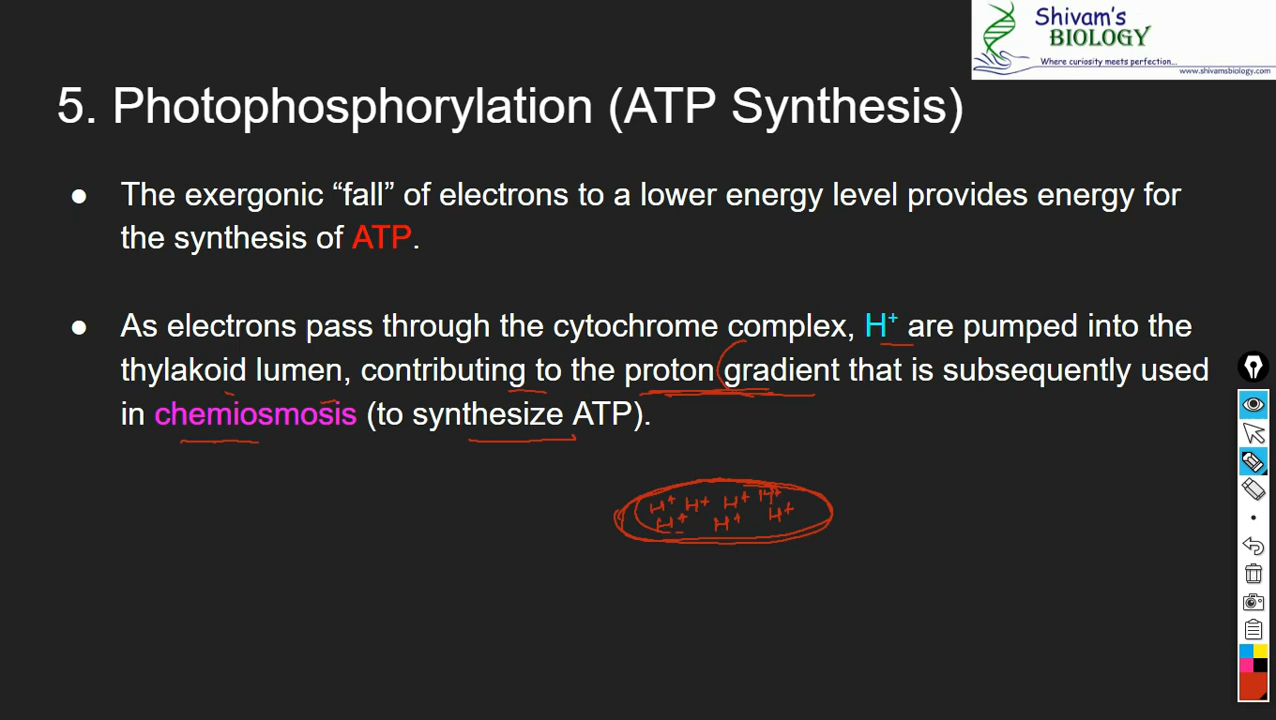 Shivam's
BIOLOGY
Where curiosity meets perfection...
www.shivamsbiology.com
5. Photophosphorylation (ATP Synthesis)
● The exergonic “fall” of electrons to a lower energy level provides energy for
the synthesis of ATP.
● As electrons pass through the cytochrome complex, H⁺ are pumped into the
thylakoid lumen, contributing to the proton gradient that is subsequently used
in chemiosmosis (to synthesize ATP).
H⁺ H⁺ H⁺ H⁺
H⁺ H⁺ H⁺